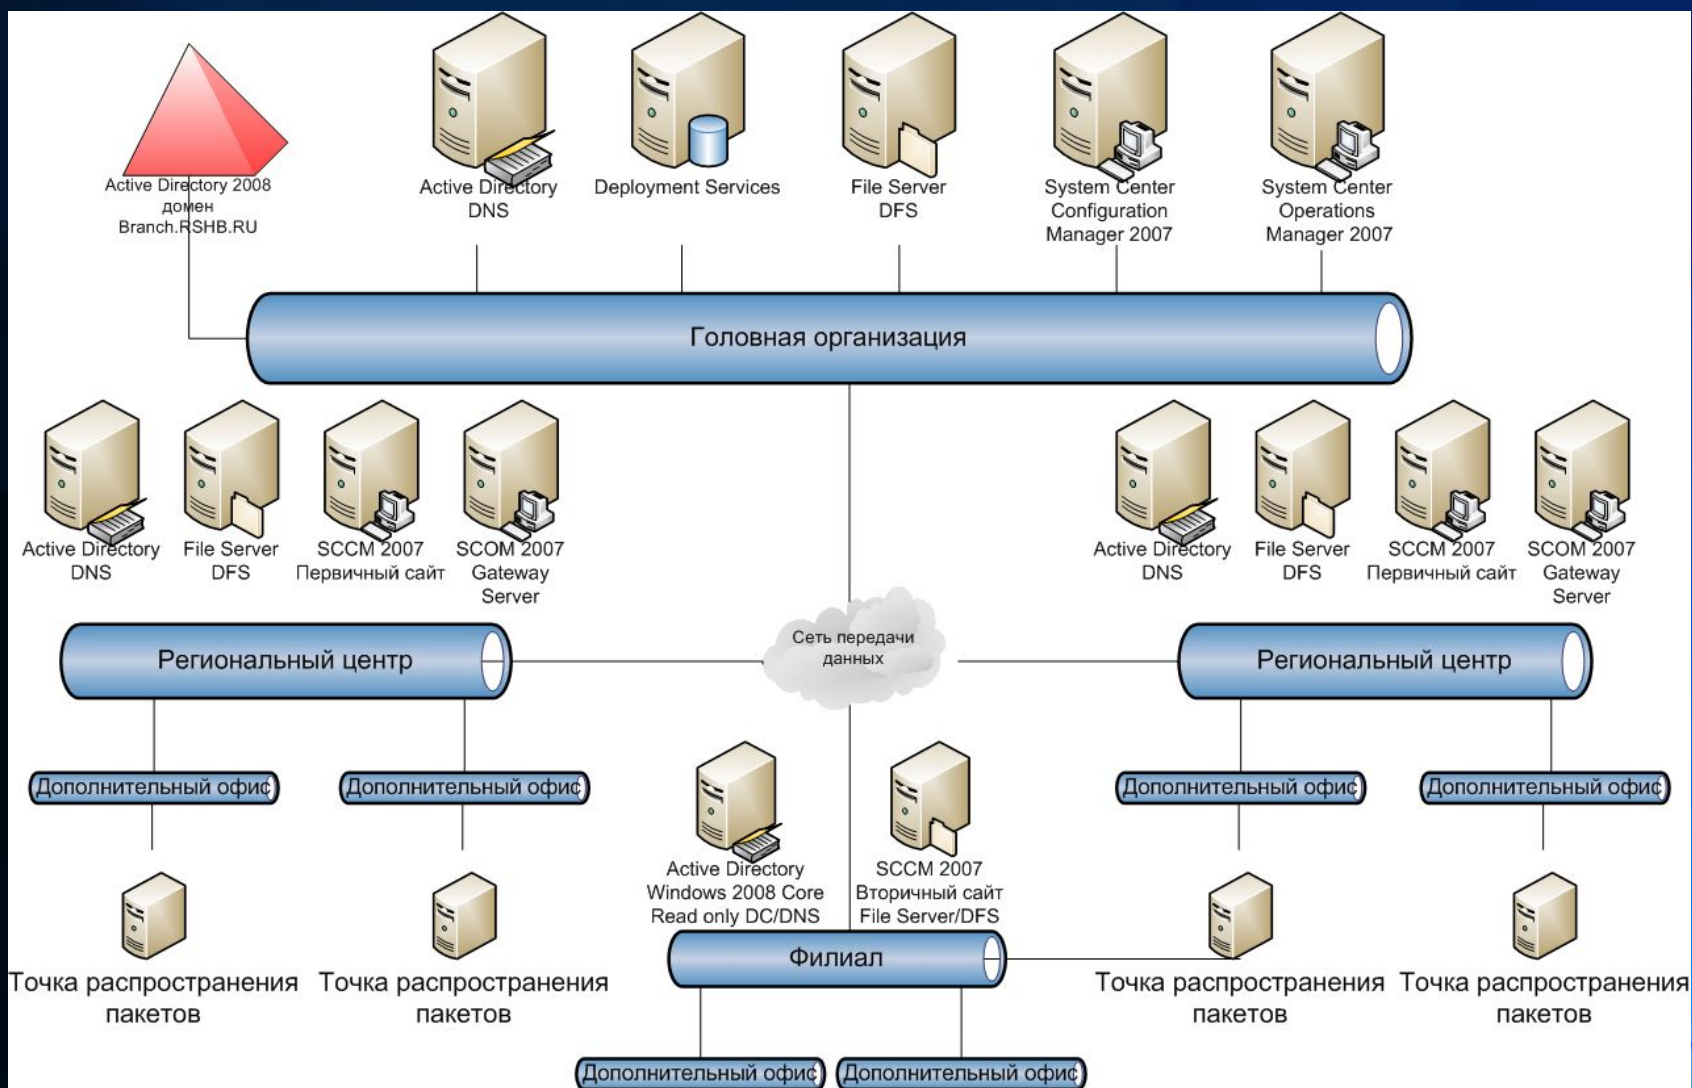 Active Directory 2008
домен
Branch.RSHB.RU
Active Directory
DNS
Deployment Services
File Server
DFS
System Center
Configuration
Manager 2007
System Center
Operations
Manager 2007
Головная организация
Active Directory
DNS
File Server
DFS
SCCM 2007
Первичный сайт
SCOM 2007
Gateway
Server
Active Directory
DNS
File Server
DFS
SCCM 2007
Первичный сайт
SCOM 2007
Gateway
Server
Региональный центр
Сеть передачи
данных
Региональный центр
Дополнительный офис
Дополнительный офис
Дополнительный офис
Дополнительный офис
Active Directory
Windows 2008 Core
Read only DC/DNS
SCCM 2007
Вторичный сайт
File Server/DFS
Филиал
Точка распространения
пакетов
Точка распространения
пакетов
Точка распространения
пакетов
Точка распространения
пакетов
Дополнительный офис
Дополнительный офис